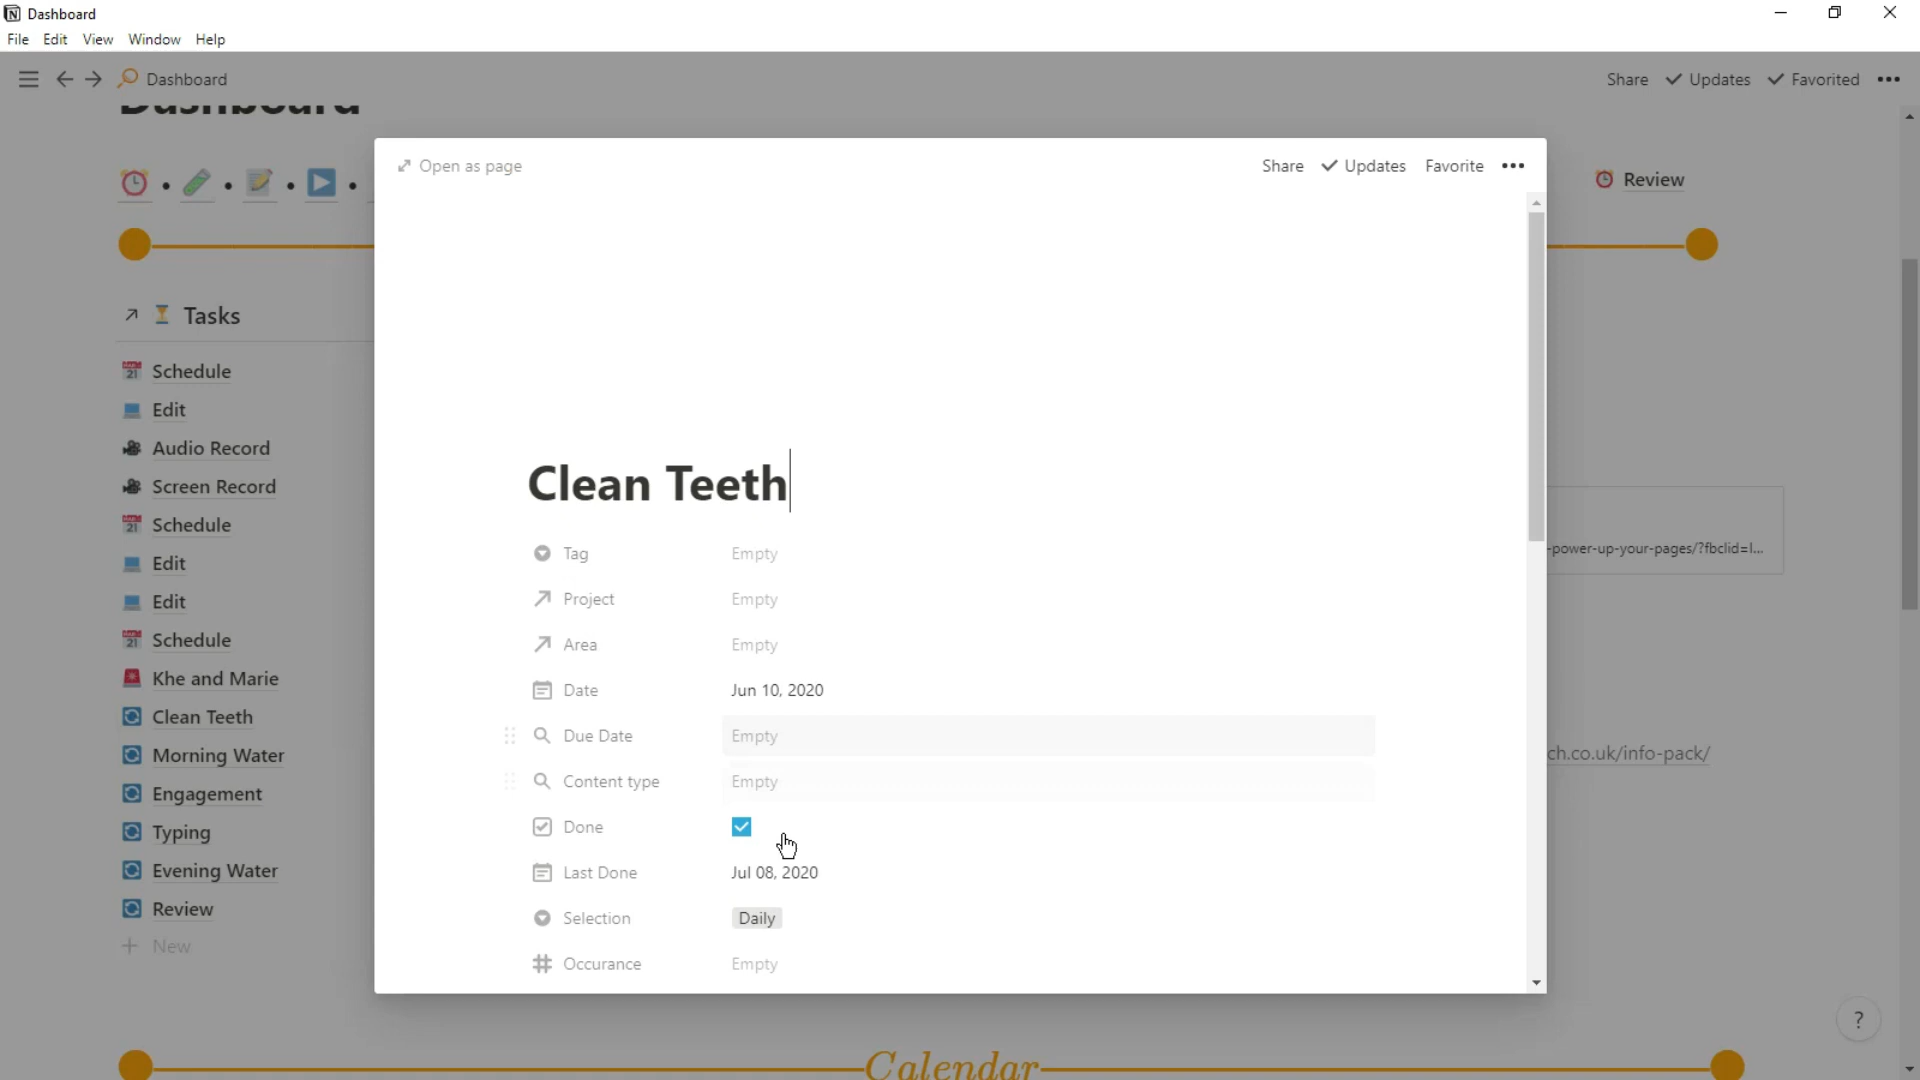 Dashboard
File Edit View Window Help
Dashboard
Share Updates Favorited
Dashboard
Review
Tasks
Schedule
Edit
Audio Record
Screen Record
Schedule
Edit
Edit
Schedule
Khe and Marie
Clean Teeth
Morning Water
Engagement
Typing
Evening Water
Review
New
Open as page
Share Updates Favorite
Clean Teeth
Tag Empty
Project Empty
Area Empty
Date Jun 10, 2020
Due Date Empty
Content type Empty
Done
Last Done Jul 08, 2020
Selection Daily
Occurance Empty
-power-up-your-pages/?fbclid=I...
ch.co.uk/info-pack/
?
Calendar